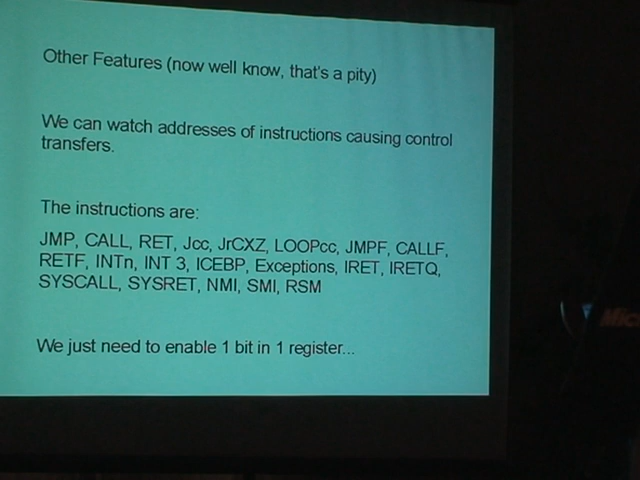 Other Features (now well know, that's a pity)
We can watch addresses of instructions causing control
transfers.
The instructions are:
JMP, CALL, RET, Jcc, JrCXZ, LOOPcc, JMPF, CALLF,
RETF, INTn, INT 3, ICEBP, Exceptions, IRET, IRETQ,
SYSCALL, SYSRET, NMI, SMI, RSM
We just need to enable 1 bit in 1 register...